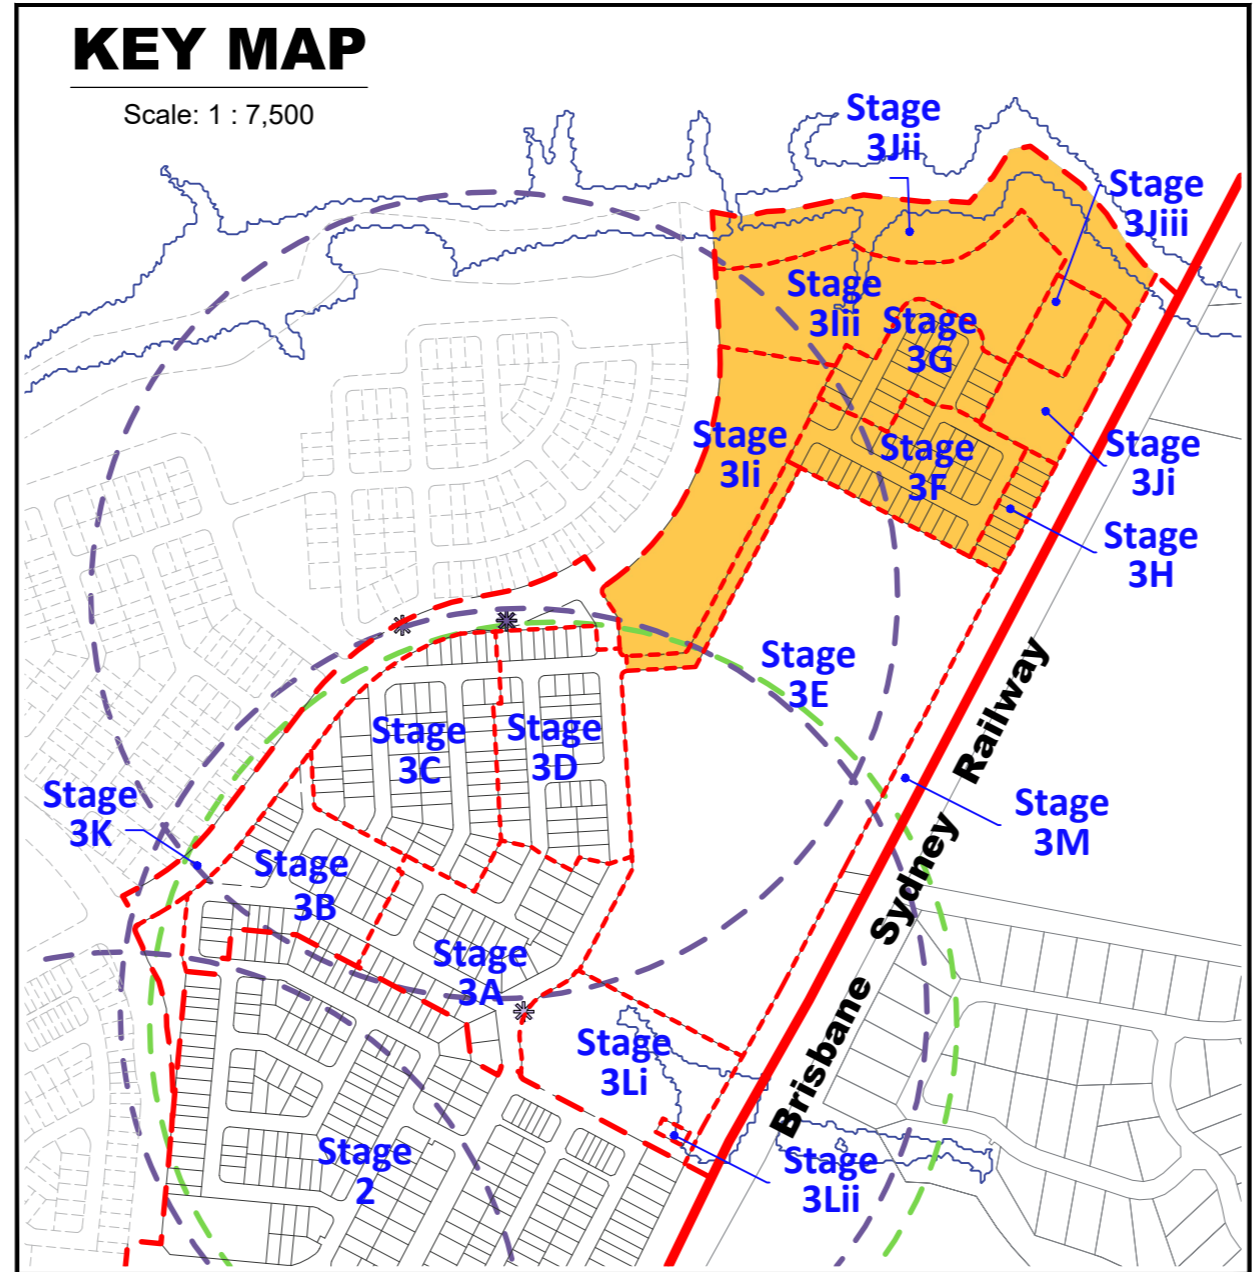 KEY MAP
Scale: 1 : 7,500
Stage
3Jii
Stage
3Jiii
Stage
3Iii
Stage
3G
Stage
3Ii
Stage
3F
Stage
3Ji
Stage
3H
Stage
3E
Stage
3C
Stage
3D
Stage
3K
Stage
3B
Stage
3M
Stage
3A
Stage
3Li
Stage
2
Stage
3Lii
Brisbane Sydney Railway